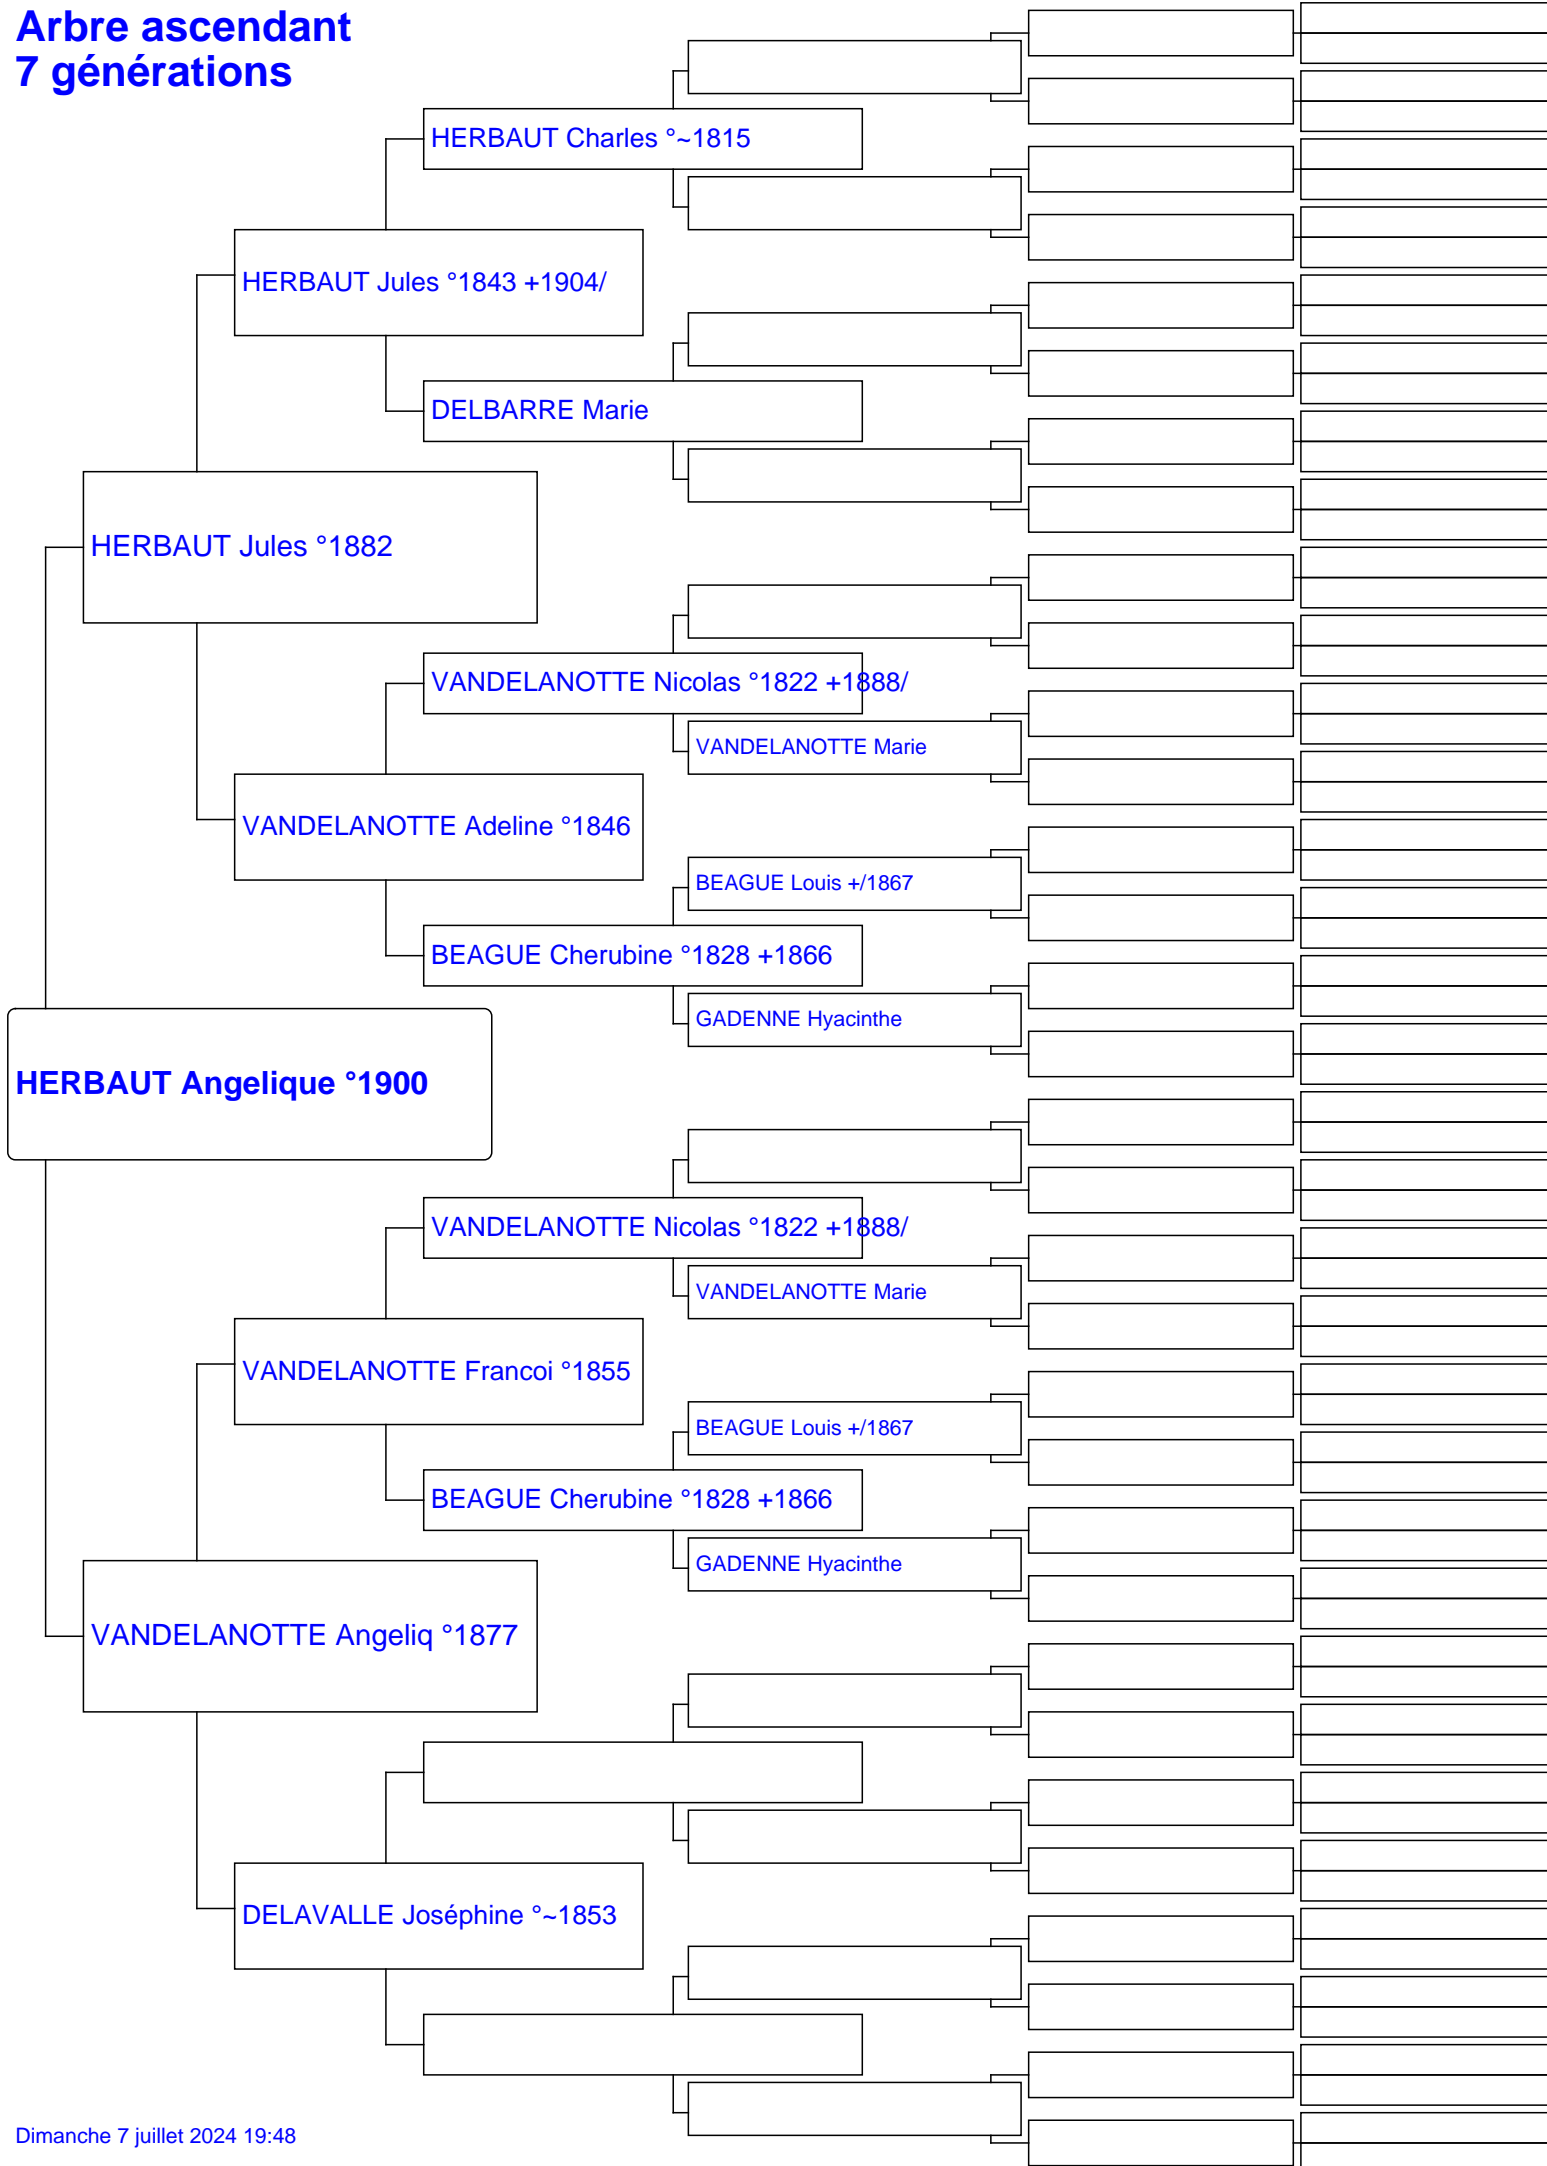 Arbre ascendant
7 générations
HERBAUT Charles °~1815
HERBAUT Jules °1843 +1904/
DELBARRE Marie
HERBAUT Jules °1882
VANDELANOTTE Nicolas °1822 +1888/
VANDELANOTTE Marie
VANDELANOTTE Adeline °1846
BEAGUE Louis +/1867
BEAGUE Cherubine °1828 +1866
GADENNE Hyacinthe
HERBAUT Angelique °1900
VANDELANOTTE Nicolas °1822 +1888/
VANDELANOTTE Marie
VANDELANOTTE Francoi °1855
BEAGUE Louis +/1867
BEAGUE Cherubine °1828 +1866
GADENNE Hyacinthe
VANDELANOTTE Angeliq °1877
DELAVALLE Joséphine °~1853
Dimanche 7 juillet 2024 19:48